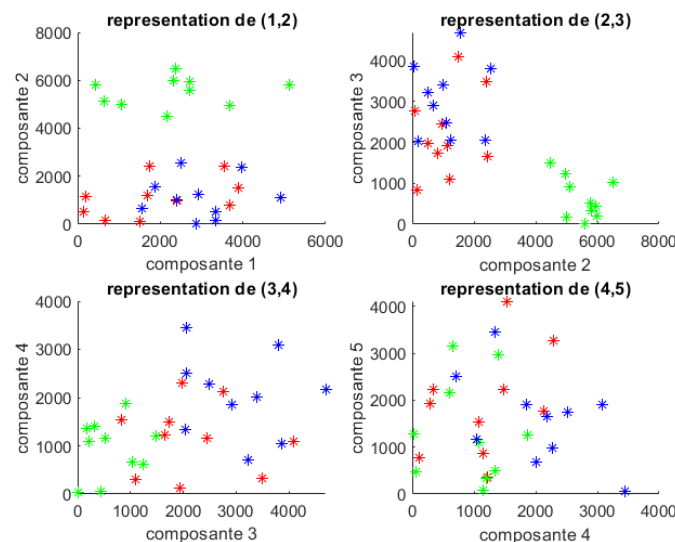 representation de (1,2)
8000
6000
4000
2000
0
0 2000 4000 6000
composante 2
composante 1
representation de (2,3)
4000
3000
2000
1000
0
0 2000 4000 6000 8000
composante 3
composante 2
representation de (3,4)
4000
3000
2000
1000
0
0 1000 2000 3000 4000
composante 4
composante 3
representation de (4,5)
4000
3000
2000
1000
0
0 1000 2000 3000 4000
composante 5
composante 4